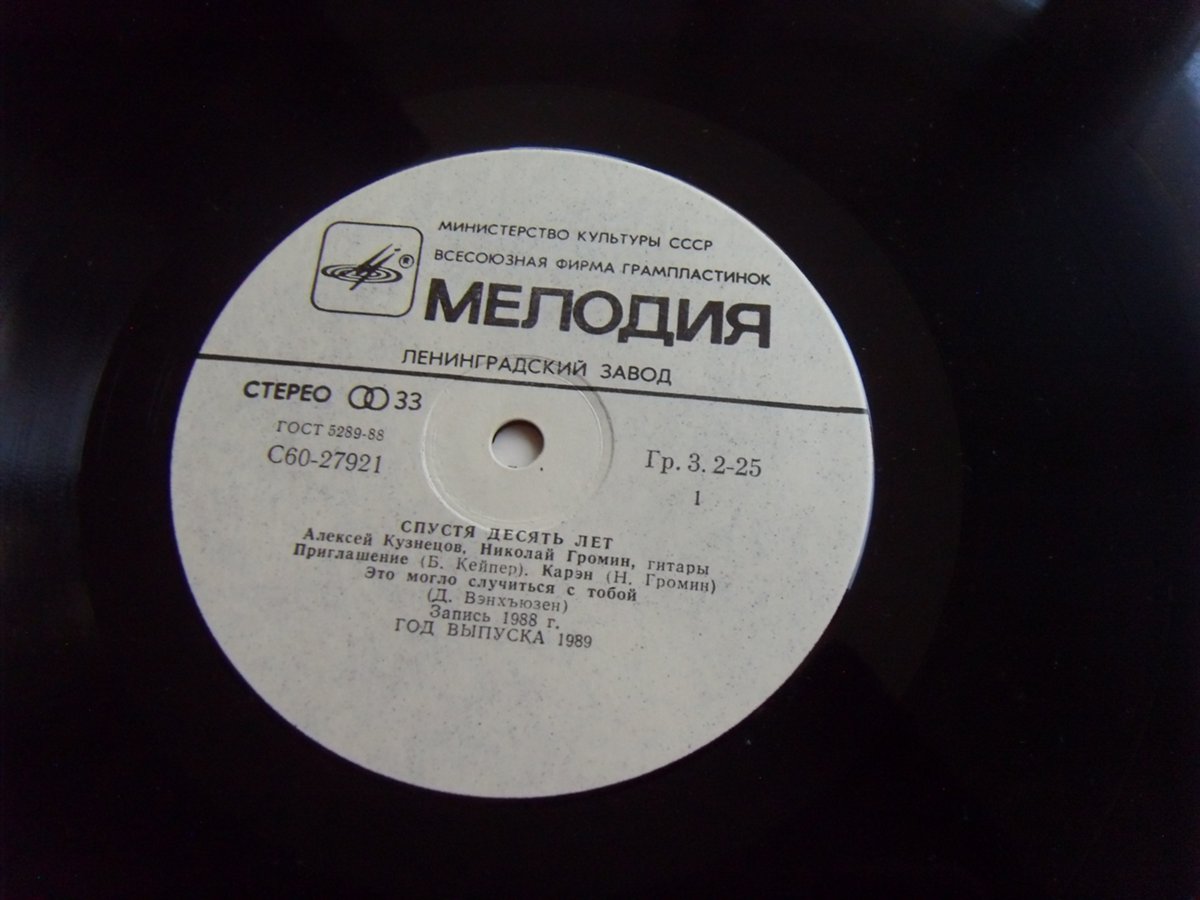 МИНИСТЕРСТВО КУЛЬТУРЫ СССР
ВСЕСОЮЗНАЯ ФИРМА ГРАМПЛАСТИНОК
®
МЕЛОДИЯ
ЛЕНИНГРАДСКИЙ ЗАВОД
СТЕРЕО 33
ГОСТ 5289-88
С60-27921
Гр. 3. 2-25
1
СПУСТЯ ДЕСЯТЬ ЛЕТ
Алексей Кузнецов, Николай Громин, гитары
Приглашение (Б. Кейпер). Карэн (Н. Громин)
Это могло случиться с тобой
(Д. Вэнхъюзен)
Запись 1988 г.
ГОД ВЫПУСКА 1989